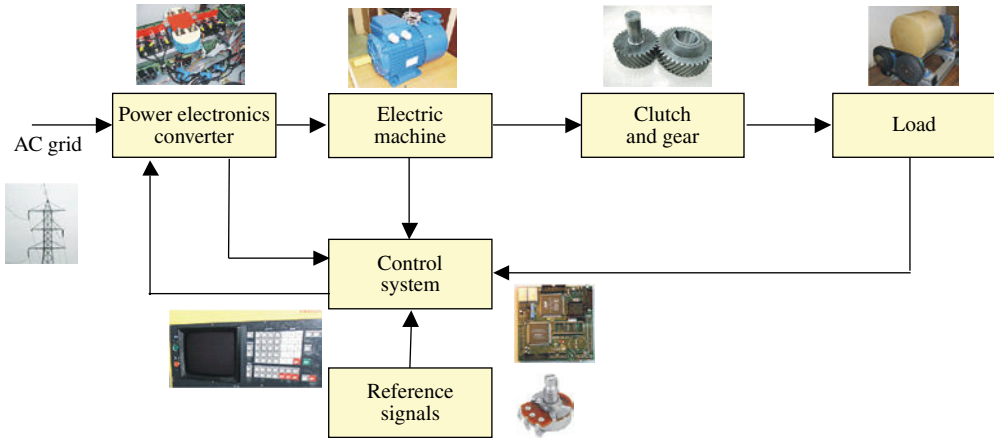 Power electronics
converter
Electric
machine
Clutch
and gear
Load
AC grid
Control
system
Reference
signals